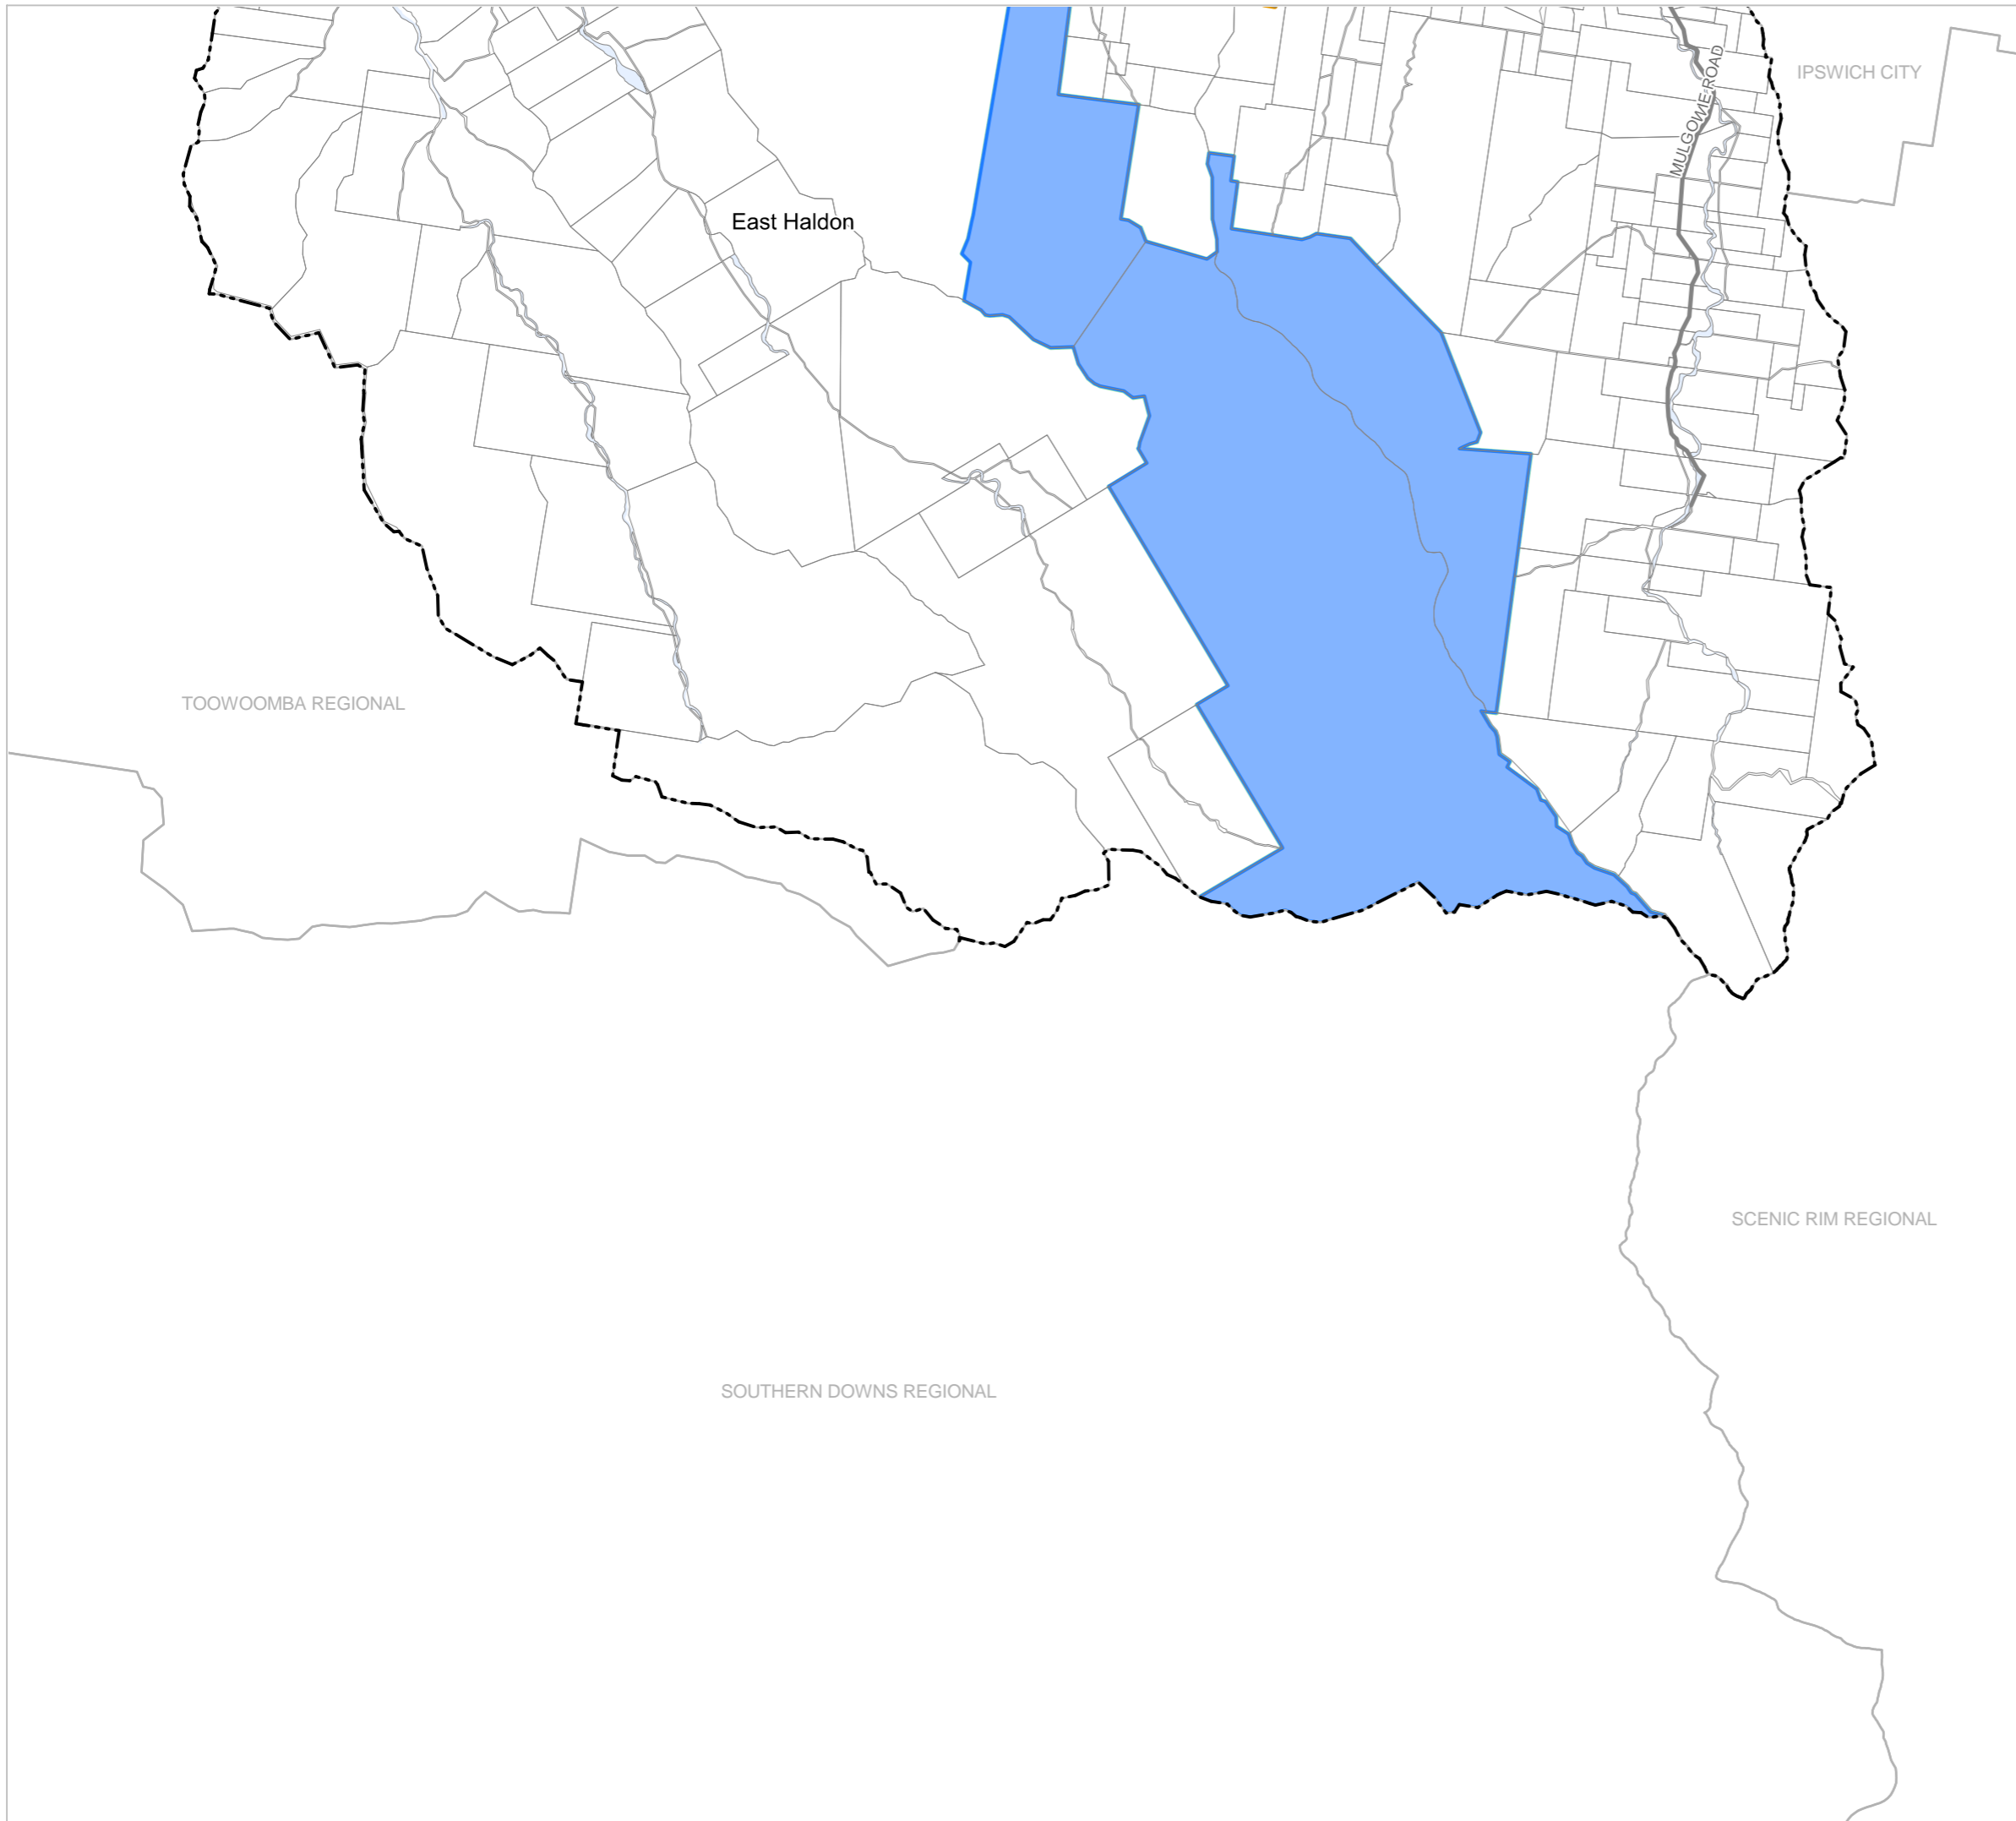 IPSWICH CITY
MULGOWIE ROAD
East Haldon
TOOWOOMBA REGIONAL
SCENIC RIM REGIONAL
SOUTHERN DOWNS REGIONAL